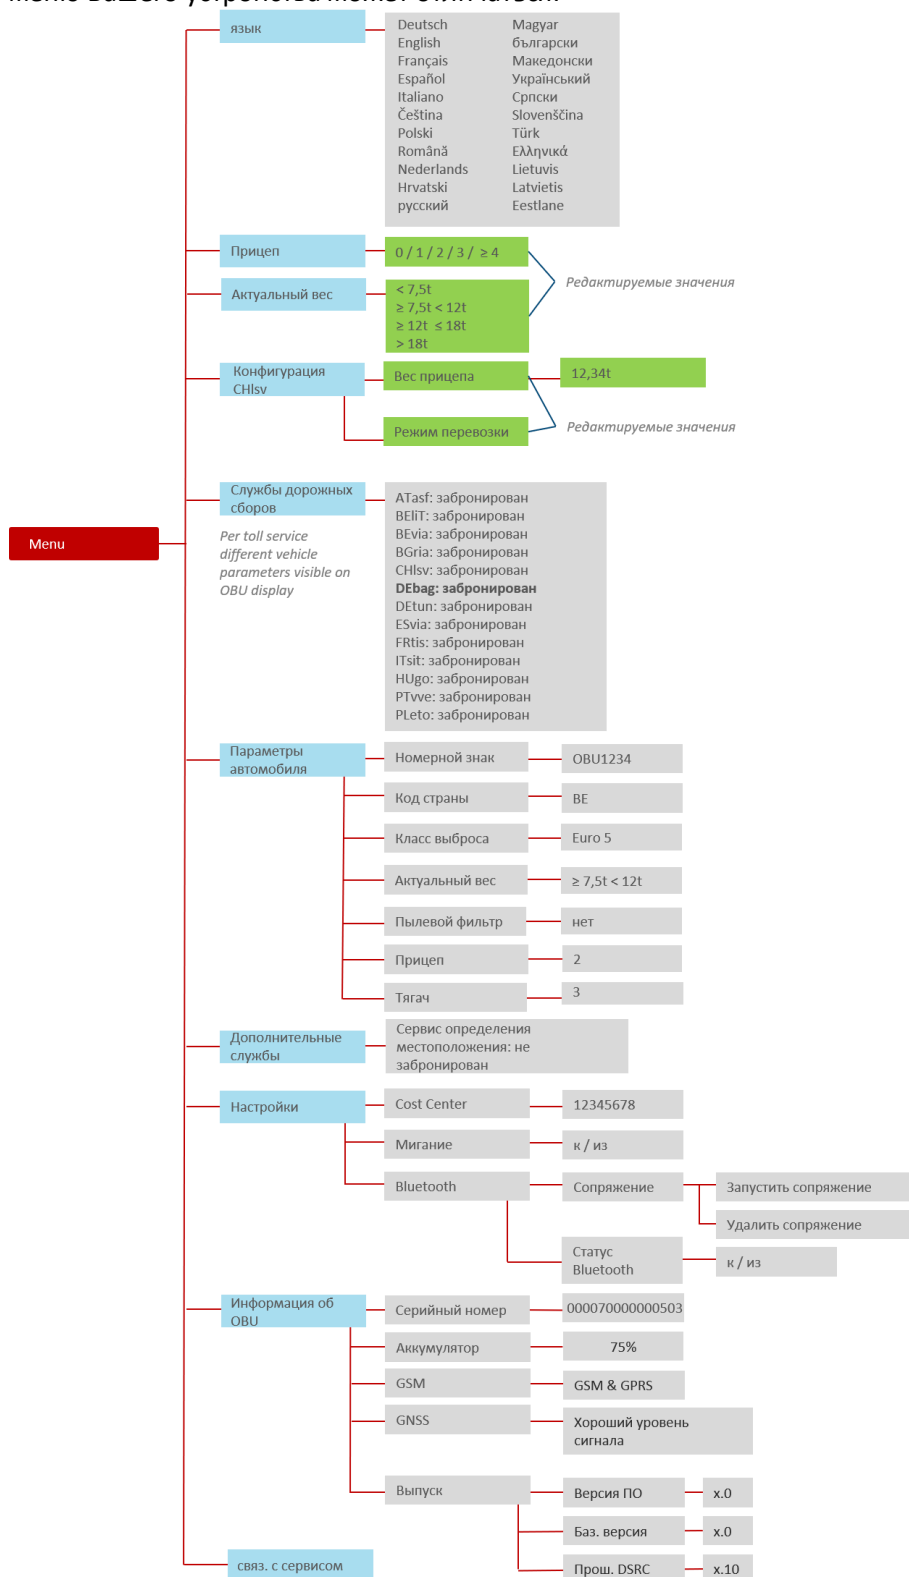 меню вашего устройства может отличаться.
язык
Deutsch
English
Français
Español
Italiano
Čeština
Polski
Română
Nederlands
Hrvatski
русский
Magyar
български
Македонски
Український
Српски
Slovenščina
Türk
Ελληνικά
Lietuvis
Latvietis
Eestlane
Прицеп
0 / 1 / 2 / 3 / ≥ 4
Редактируемые значения
Актуальный вес
< 7,5t
≥ 7,5t < 12t
≥ 12t ≤ 18t
> 18t
Конфигурация
CHlsv
Вес прицепа
12,34t
Режим перевозки
Редактируемые значения
Службы дорожных
сборов
Per toll service
different vehicle
parameters visible on
OBU display
Menu
ATasf: забронирован
BEliT: забронирован
BEvia: забронирован
BGria: забронирован
CHlsv: забронирован
DEbag: забронирован
DEtun: забронирован
ESvia: забронирован
FRtis: забронирован
ITsit: забронирован
HUgo: забронирован
PTvve: забронирован
PLeto: забронирован
Параметры
автомобиля
Номерной знак
OBU1234
Код страны
BE
Класс выброса
Euro 5
Актуальный вес
≥ 7,5t < 12t
Пылевой фильтр
нет
Прицеп
2
Тягач
3
Дополнительные
службы
Сервис определения
местоположения: не
забронирован
Настройки
Cost Center
12345678
Мигание
к / из
Bluetooth
Сопряжение
Запустить сопряжение
Удалить сопряжение
Статус
Bluetooth
к / из
Информация об
OBU
Серийный номер
000070000000503
Аккумулятор
75%
GSM
GSM & GPRS
GNSS
Хороший уровень
сигнала
Выпуск
Версия ПО
x.0
Баз. версия
x.0
Прош. DSRC
x.10
связ. с сервисом